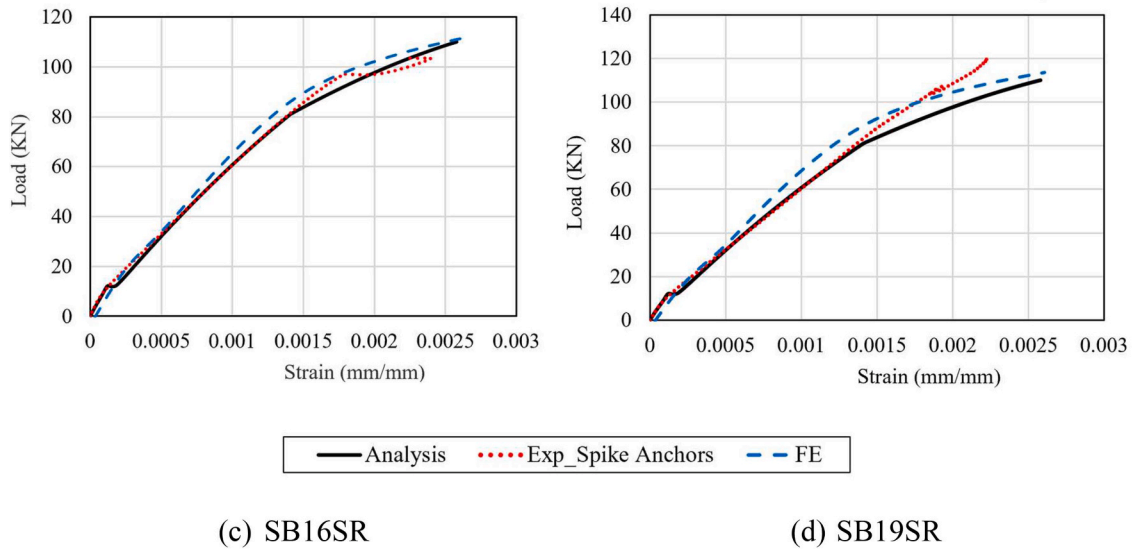 120
100
80
60
40
20
0
Load (KN)
0 0.0005 0.001 0.0015 0.002 0.0025 0.003
Strain (mm/mm)
140
120
100
80
60
40
20
0
Load (KN)
0 0.0005 0.001 0.0015 0.002 0.0025 0.003
Strain (mm/mm)
Analysis Exp_Spike Anchors FE
(c) SB16SR
(d) SB19SR